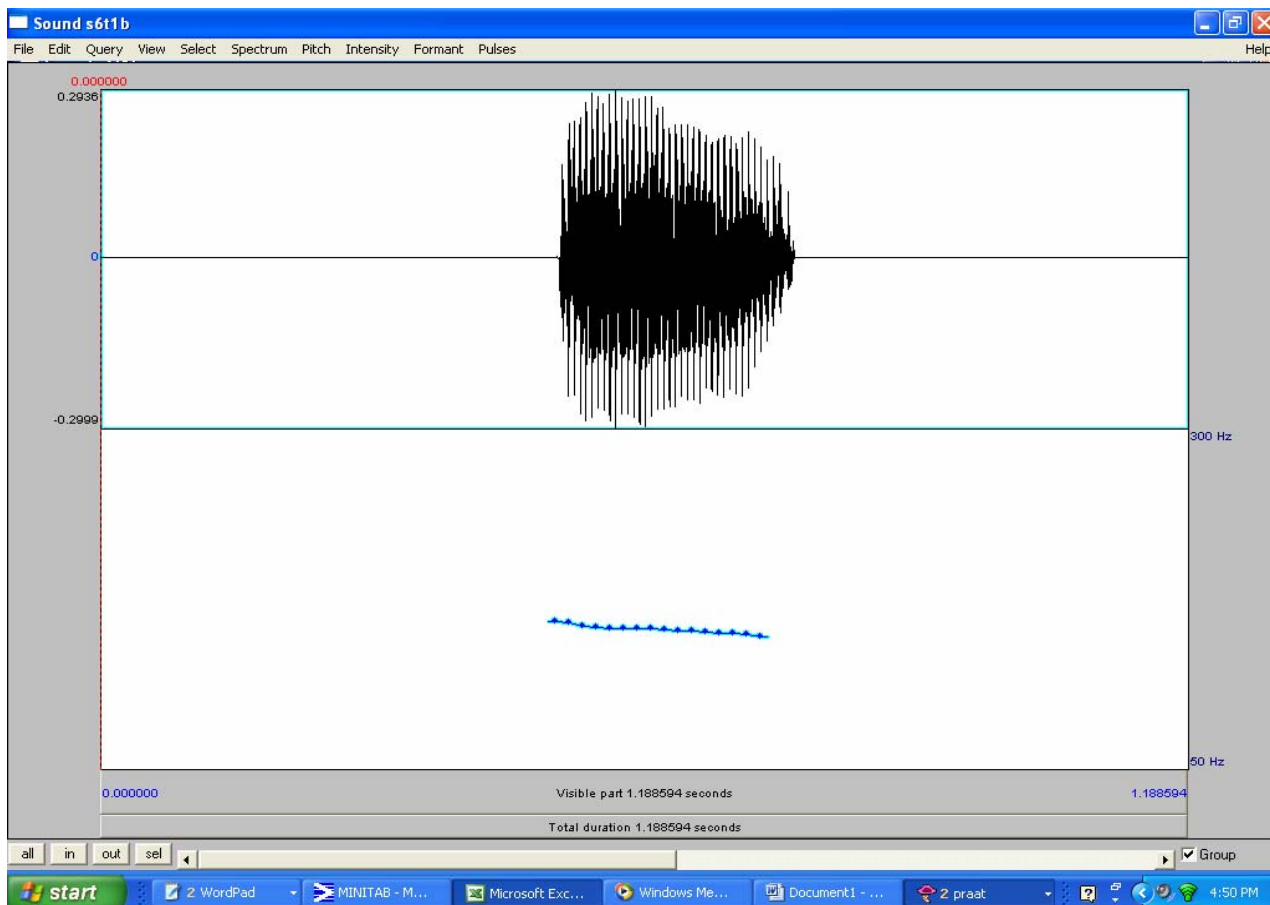 Sound s6t1b
File Edit Query View Select Spectrum Pitch Intensity Formant Pulses Help
0.000000
0.2936
0
-0.2999
300 Hz
50 Hz
0.000000 Visible part 1.188594 seconds 1.188594
Total duration 1.188594 seconds
all in out sel Group
start 2 WordPad MINITAB - M... Microsoft Exc... Windows Me... Document1 - ... 2 praat 4:50 PM